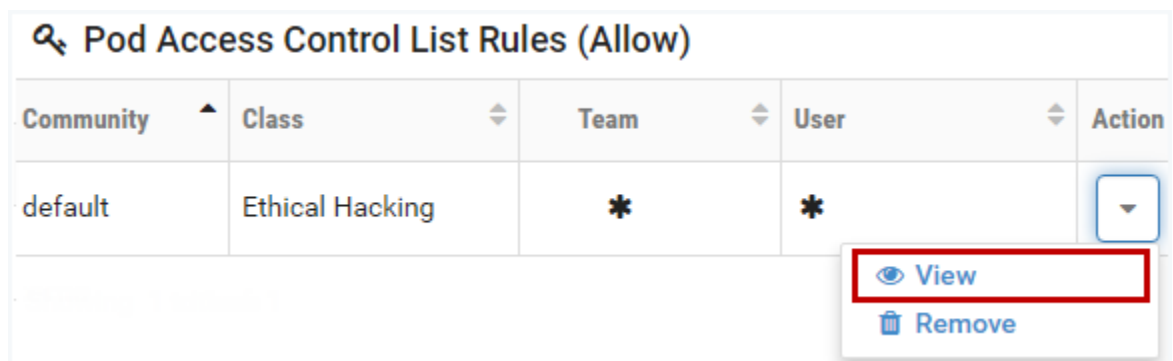 Pod Access Control List Rules (Allow)
Community Class Team User Action
default Ethical Hacking ✱ ✱
View
Remove